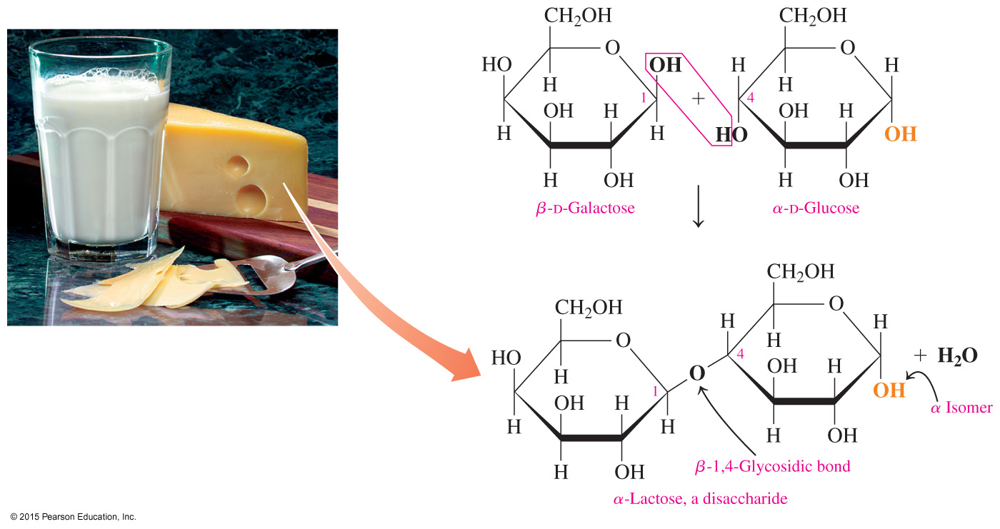 CH₂OH CH₂OH
O O
HO OH H H
H 1 + 4 H
OH H OH H
H H HO OH
H OH H OH
β-D-Galactose α-D-Glucose
CH₂OH
CH₂OH O
H H
HO O 4 H + H₂O
H O OH H OH
OH H 1 α Isomer
H H H OH
β-1,4-Glycosidic bond
H OH
α-Lactose, a disaccharide
© 2015 Pearson Education, Inc.